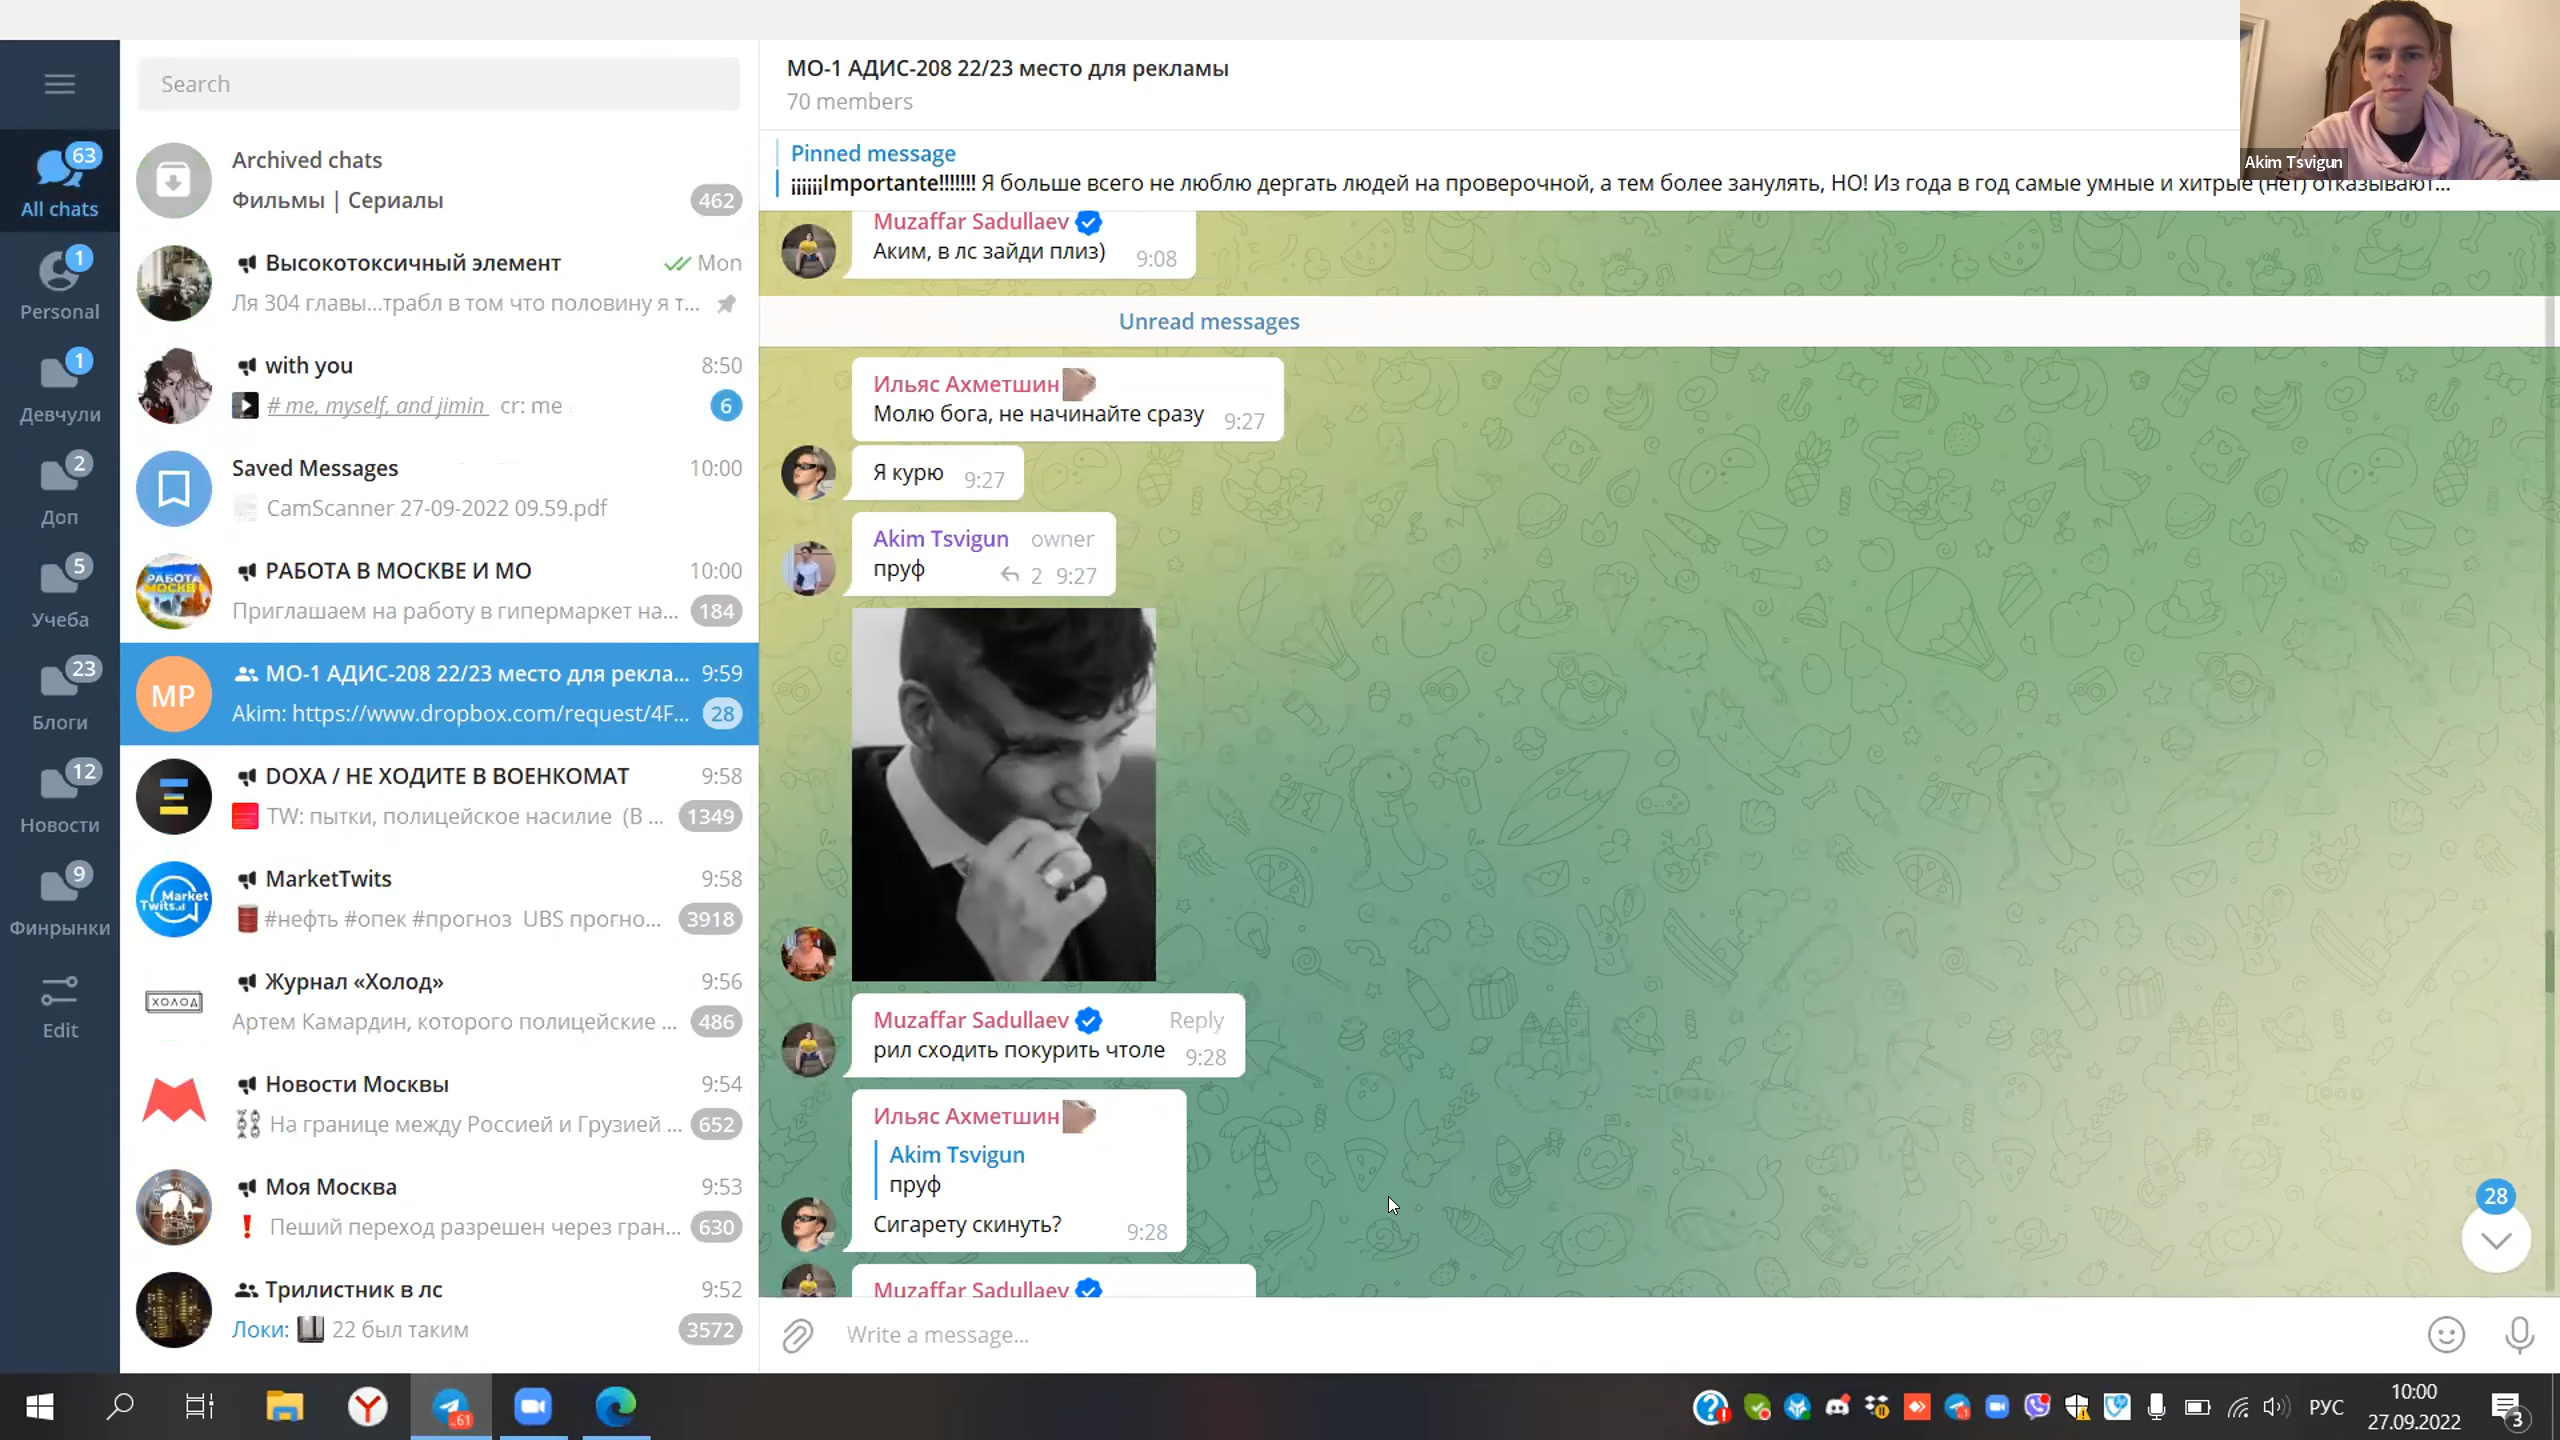 Search
63
All chats
1
Personal
1
Девчули
2
Доп
5
Учеба
23
Блоги
12
Новости
9
Финрынки
Edit
Archived chats
Фильмы | Сериалы 462
Высокотоксичный элемент Mon
Ля 304 главы...трабл в том что половину я т...
with you 8:50
# me, myself, and jimin cr: me 6
Saved Messages 10:00
CamScanner 27-09-2022 09.59.pdf
РАБОТА МОСКВЕ
РАБОТА В МОСКВЕ И МО 10:00
Приглашаем на работу в гипермаркет на... 184
МР
МО-1 АДИС-208 22/23 место для рекла... 9:59
Akim: https://www.dropbox.com/request/4F... 28
DOXA / НЕ ХОДИТЕ В ВОЕНКОМАТ 9:58
TW: пытки, полицейское насилие (В ... 1349
Market Twits
MarketTwits 9:58
#нефть #опек #прогноз UBS прогно... 3918
ХОЛОД
Журнал «Холод» 9:56
Артем Камардин, которого полицейские ... 486
Новости Москвы 9:54
На границе между Россией и Грузией ... 652
Моя Москва 9:53
Пеший переход разрешен через гран... 630
Трилистник в лс 9:52
Локи: 22 был таким 3572
МО-1 АДИС-208 22/23 место для рекламы
70 members
Pinned message
¡¡¡¡¡¡Importante!!!!!!! Я больше всего не люблю дергать людей на проверочной, а тем более занулять, НО! Из года в год самые умные и хитрые (нет) отказывают...
Akim Tsvigun
Muzaffar Sadullaev
Аким, в лс зайди плиз) 9:08
Unread messages
Ильяс Ахметшин
Молю бога, не начинайте сразу 9:27
Я курю 9:27
Akim Tsvigun owner
пруф 2 9:27
Muzaffar Sadullaev Reply
рил сходить покурить чтоле 9:28
Ильяс Ахметшин
Akim Tsvigun
пруф
Сигарету скинуть? 9:28
Muzaffar Sadullaev
28
Write a message...
61
РУС
10:00
27.09.2022
3